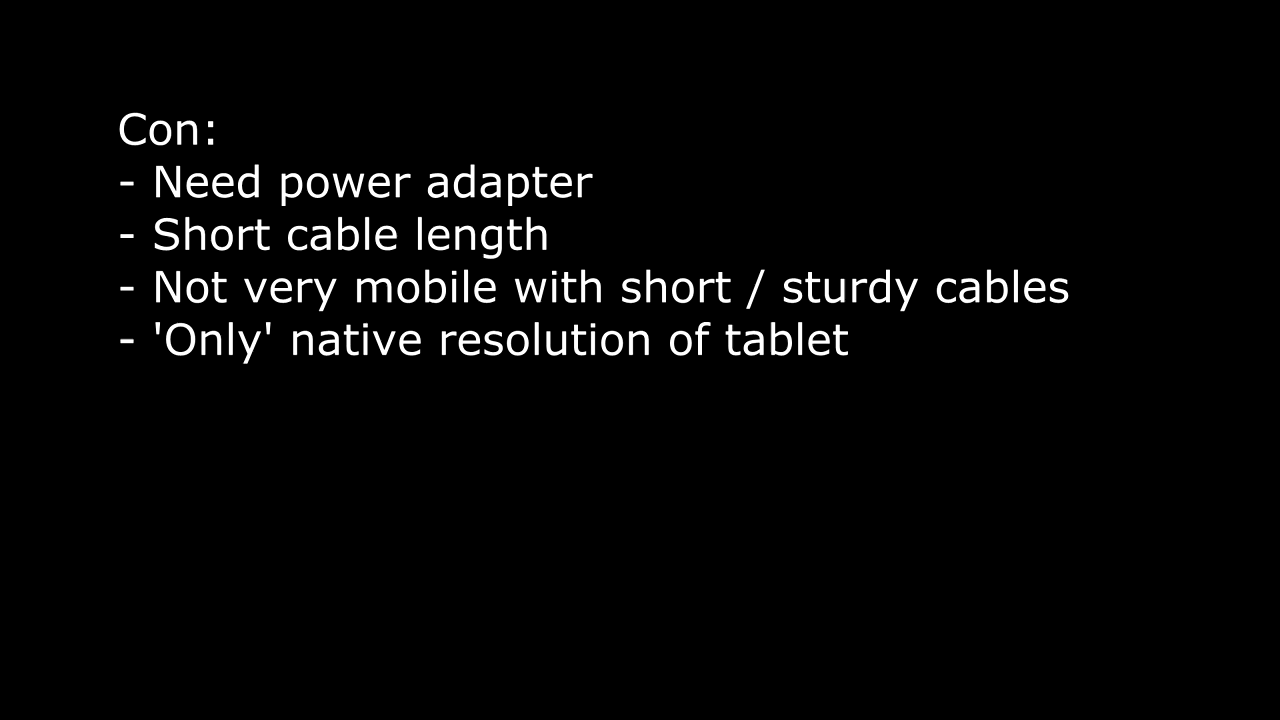 Con:
- Need power adapter
- Short cable length
- Not very mobile with short / sturdy cables
- 'Only' native resolution of tablet